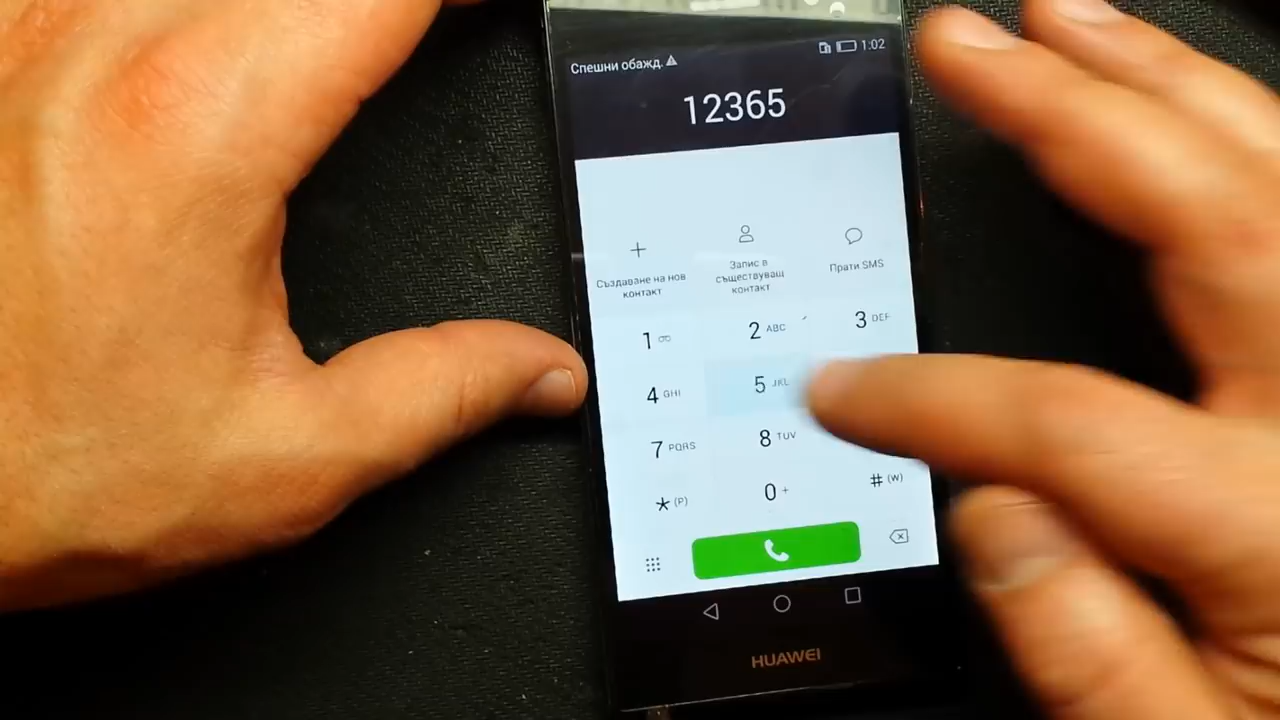 Спешни обажд.
1:02
12365
Създаване на нов
контакт
Запис в
съществуващ
контакт
Прати SMS
1
2 ABC
3 DEF
4 GHI
5 JKL
7 PQRS
8 TUV
* (P)
0 +
# (W)
HUAWEI